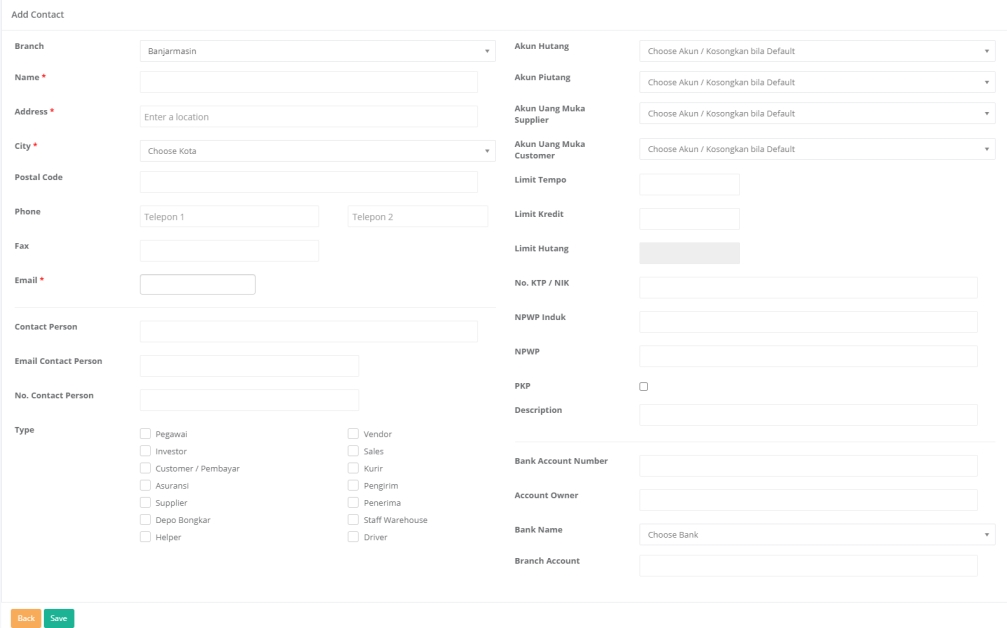 Add Contact
Branch
Banjarmasin
Name *
Address *
Enter a location
City *
Choose Kota
Postal Code
Phone
Telepon 1
Telepon 2
Fax
Email *
Contact Person
Email Contact Person
No. Contact Person
Type
Pegawai
Vendor
Investor
Sales
Customer / Pembayar
Kurir
Asuransi
Pengirim
Supplier
Penerima
Depo Bongkar
Staff Warehouse
Helper
Driver
Akun Hutang
Choose Akun / Kosongkan bila Default
Akun Piutang
Choose Akun / Kosongkan bila Default
Akun Uang Muka
Supplier
Choose Akun / Kosongkan bila Default
Akun Uang Muka
Customer
Choose Akun / Kosongkan bila Default
Limit Tempo
Limit Kredit
Limit Hutang
No. KTP / NIK
NPWP Induk
NPWP
PKP
Description
Bank Account Number
Account Owner
Bank Name
Choose Bank
Branch Account
Back
Save